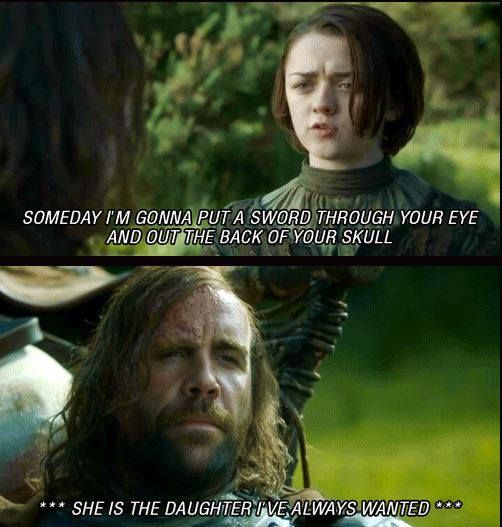 SOMEDAY I'M GONNA PUT A SWORD THROUGH YOUR EYE
AND OUT THE BACK OF YOUR SKULL
*** SHE IS THE DAUGHTER I'VE ALWAYS WANTED ***